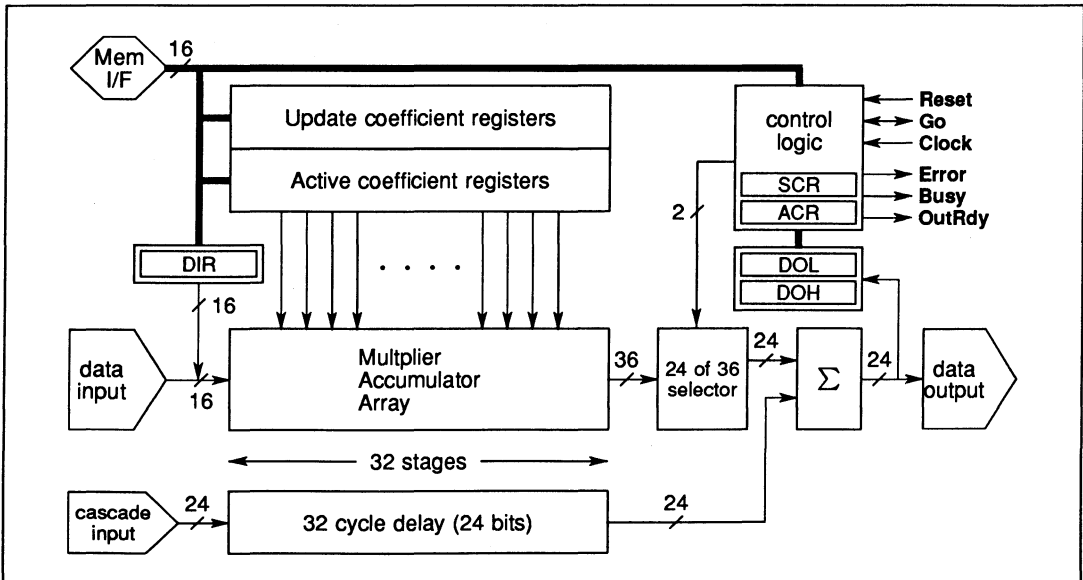 Mem
I/F
16
Update coefficient registers
Active coefficient registers
control
logic
SCR
ACR
Reset
Go
Clock
Error
Busy
OutRdy
2
DIR
16
DOL
DOH
data
input
16
Multplier
Accumulator
Array
36
24 of 36
selector
24
Σ
24
data
output
32 stages
cascade
input
24
32 cycle delay (24 bits)
24